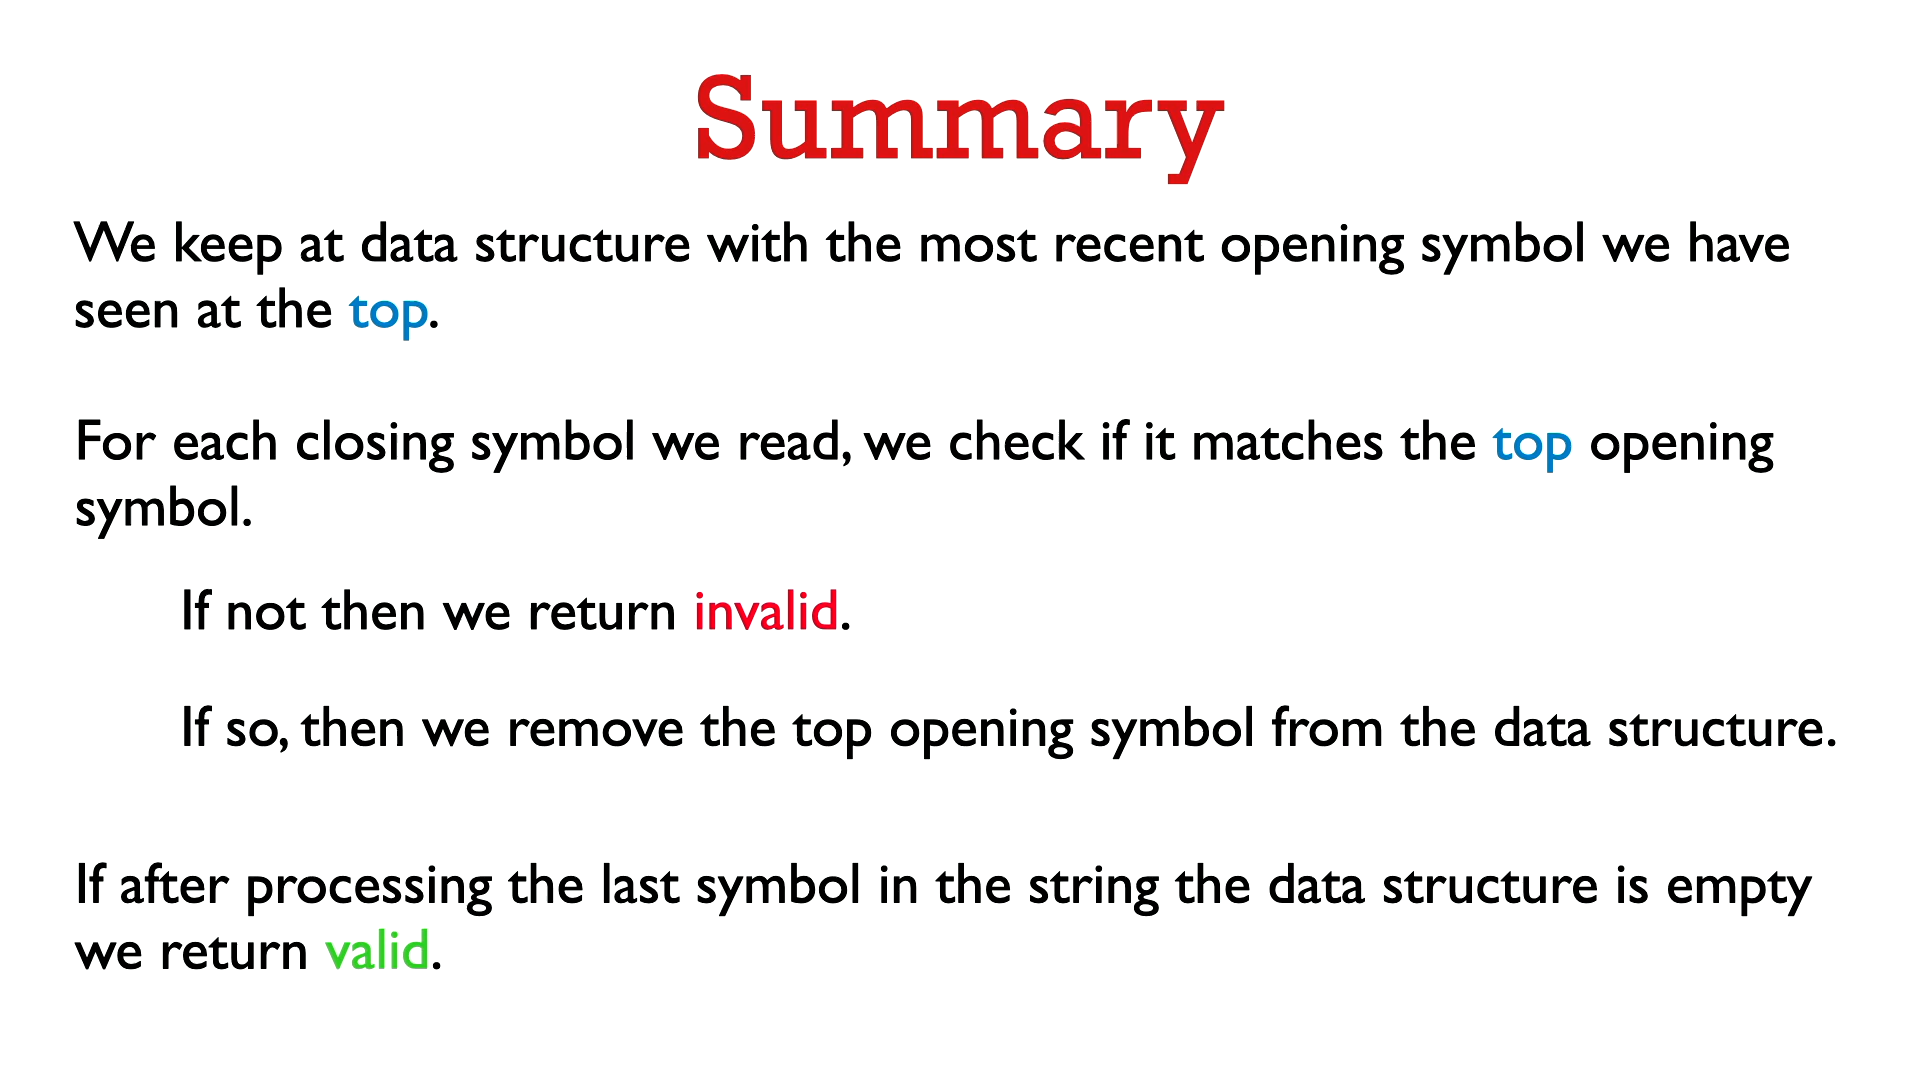 Summary
We keep at data structure with the most recent opening symbol we have
seen at the top.
For each closing symbol we read, we check if it matches the top opening
symbol.
If not then we return invalid.
If so, then we remove the top opening symbol from the data structure.
If after processing the last symbol in the string the data structure is empty
we return valid.